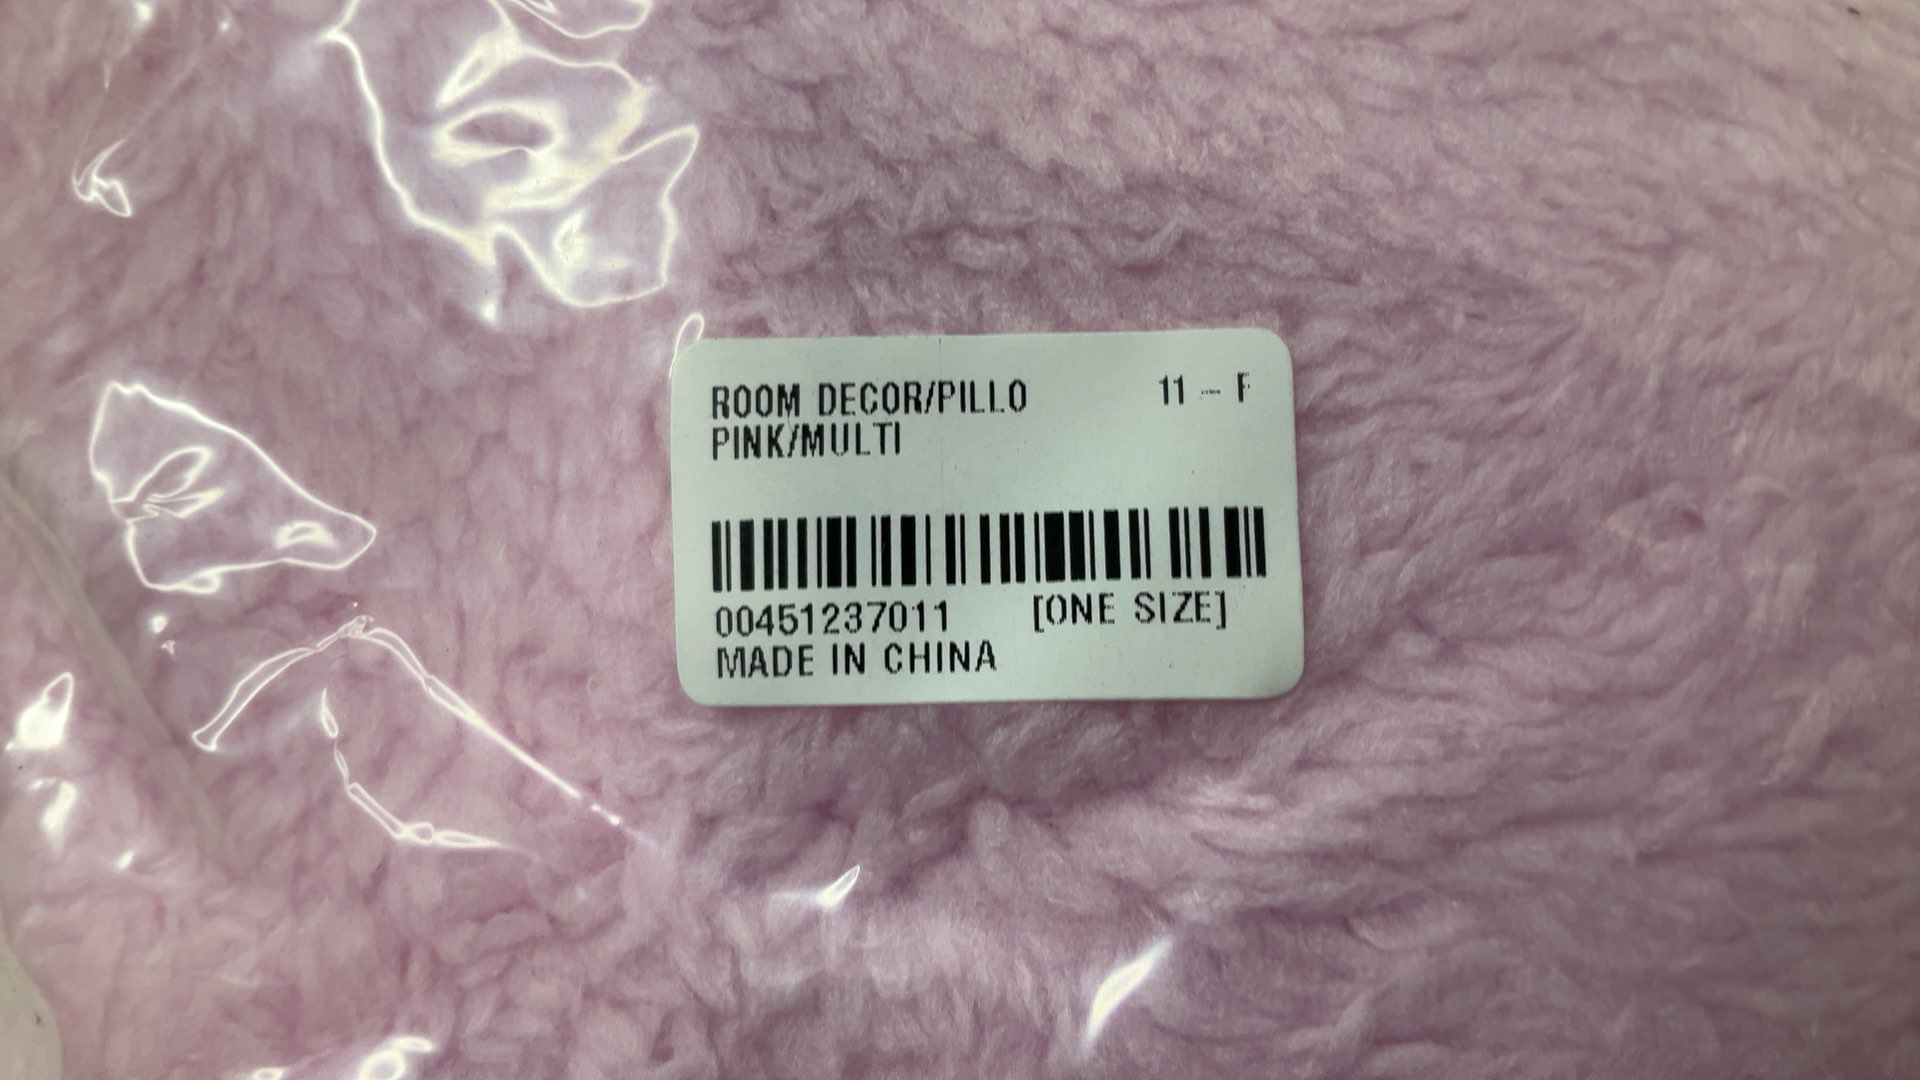 ROOM DECOR/PILLO 11 - F
PINK/MULTI
00451237011 [ONE SIZE]
MADE IN CHINA